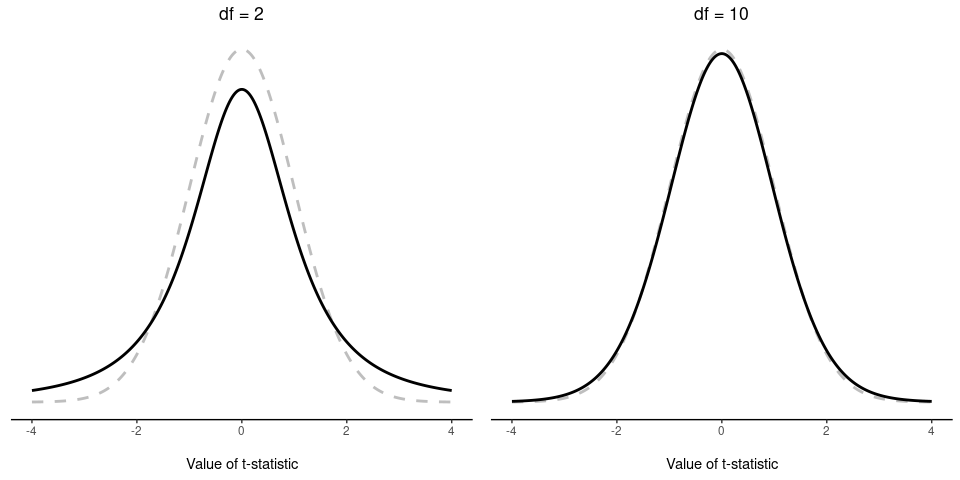 df = 2
-4 -2 0 2 4
Value of t-statistic
df = 10
-4 -2 0 2 4
Value of t-statistic